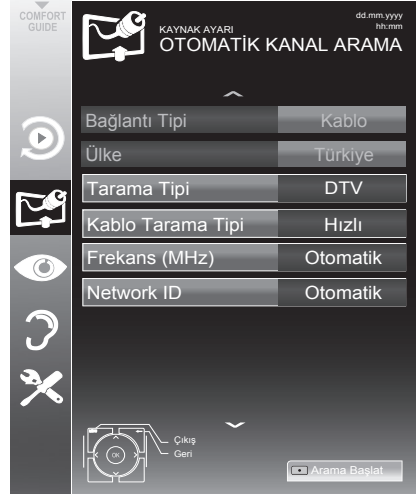 COMFORT
GUIDE
dd.mm.yyyy
hh:mm
KAYNAK AYARI
OTOMATİK KANAL ARAMA
Bağlantı Tipi Kablo
Ülke Türkiye
Tarama Tipi DTV
Kablo Tarama Tipi Hızlı
Frekans (MHz) Otomatik
Network ID Otomatik
OK
Çıkış
Geri
Arama Başlat